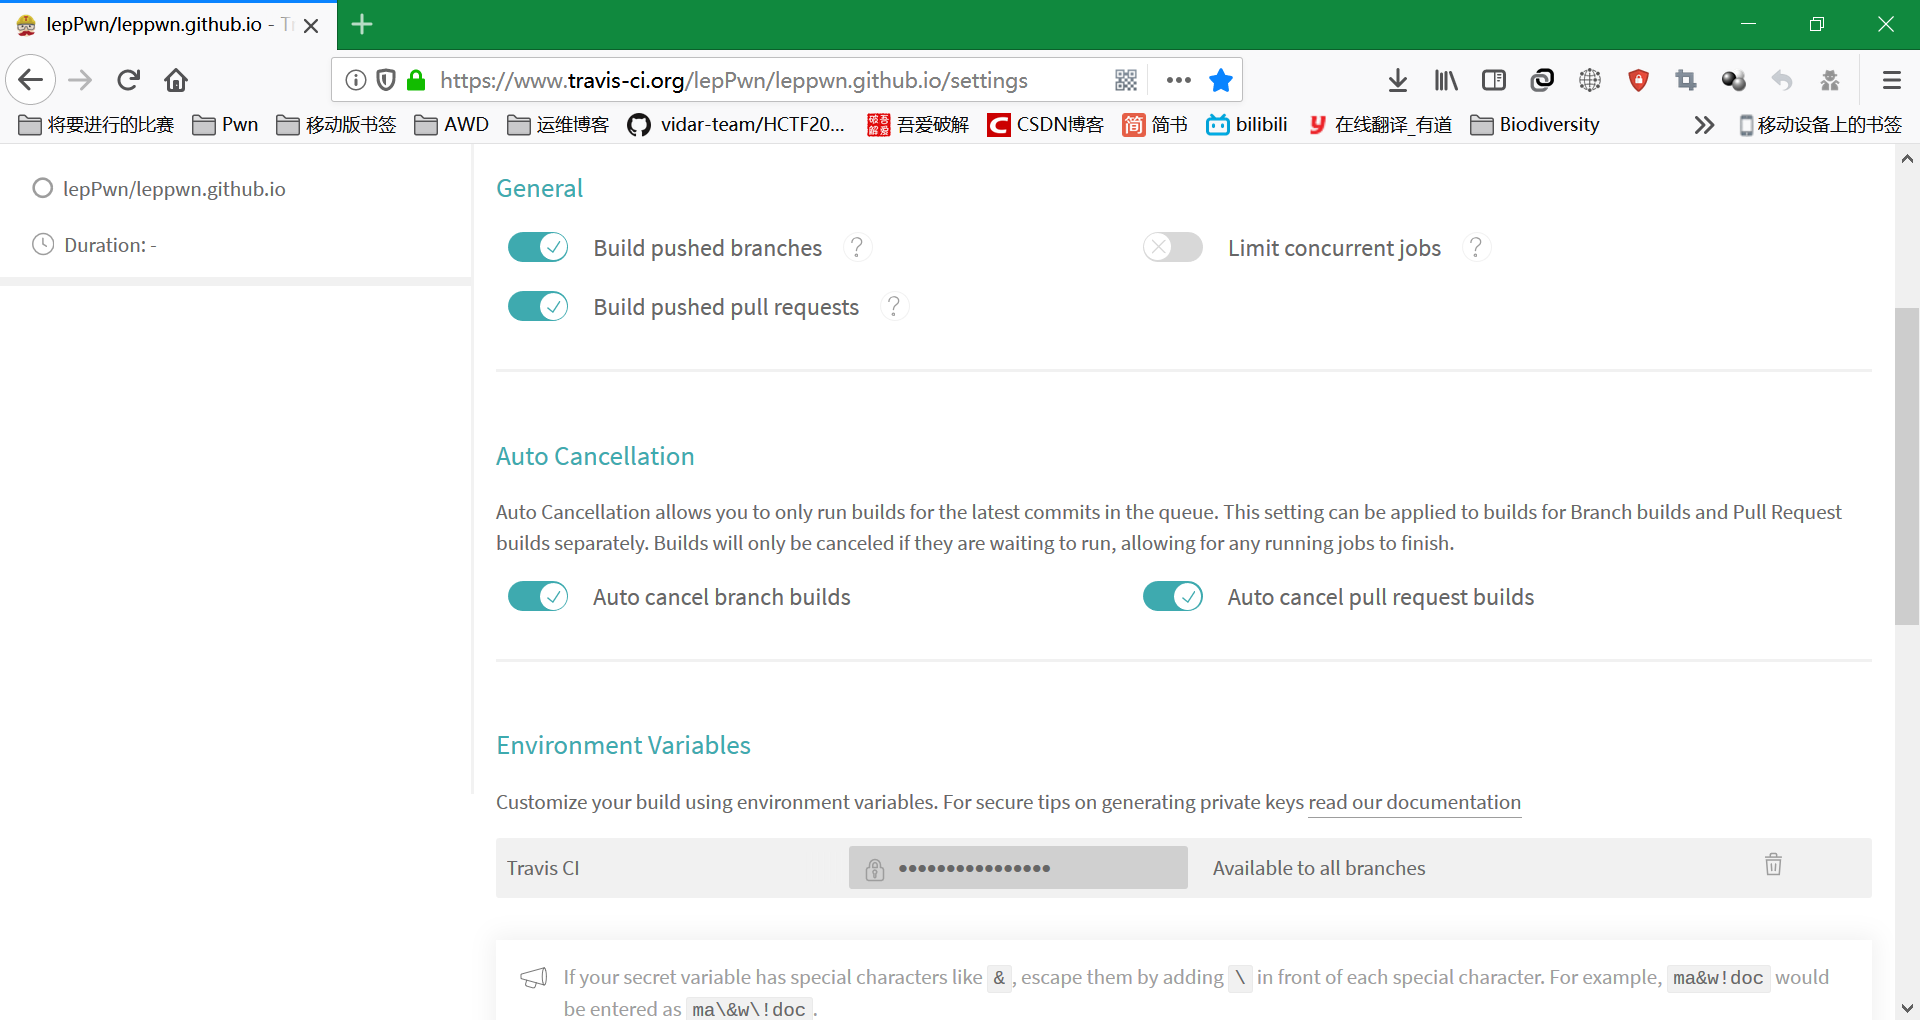 lepPwn/leppwn.github.io - Tr
https://www.travis-ci.org/lepPwn/leppwn.github.io/settings
将要进行的比赛 Pwn 移动版书签 AWD 运维博客 vidar-team/HCTF20... 吾爱破解 CSDN博客 简书 bilibili 在线翻译_有道 Biodiversity 移动设备上的书签
lepPwn/leppwn.github.io
Duration: -
General
Build pushed branches ? Limit concurrent jobs ?
Build pushed pull requests ?
Auto Cancellation
Auto Cancellation allows you to only run builds for the latest commits in the queue. This setting can be applied to builds for Branch builds and Pull Request
builds separately. Builds will only be canceled if they are waiting to run, allowing for any running jobs to finish.
Auto cancel branch builds Auto cancel pull request builds
Environment Variables
Customize your build using environment variables. For secure tips on generating private keys read our documentation
Travis CI •••••••••••••••• Available to all branches
If your secret variable has special characters like &, escape them by adding \ in front of each special character. For example, ma&w!doc would
be entered as ma\&w\!doc.